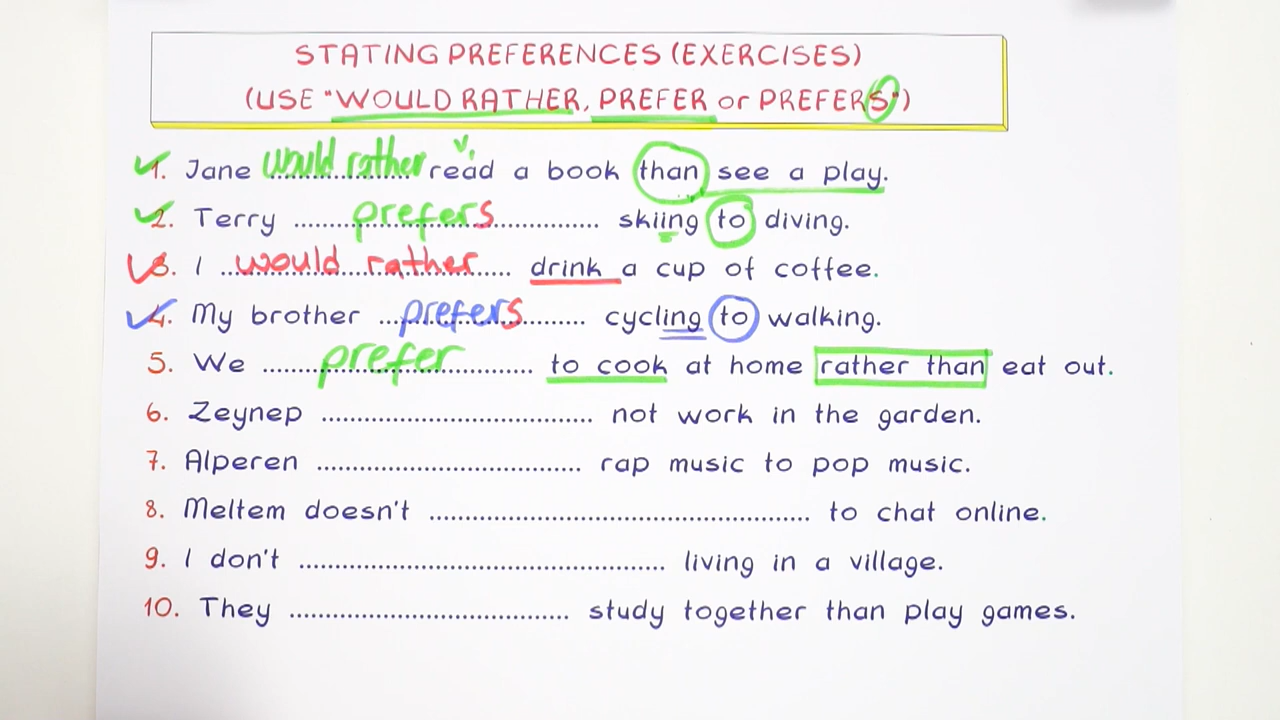 STATING PREFERENCES (EXERCISES)
(USE "WOULD RATHER, PREFER or PREFERS")
1. Jane would rather read a book than see a play.
2. Terry ........prefers............ skiing to diving.
3. I ...would rather.... drink a cup of coffee.
4. My brother ...prefers........ cycling to walking.
5. We ........prefer.......... to cook at home rather than eat out.
6. Zeynep .................................. not work in the garden.
7. Alperen .................................. rap music to pop music.
8. Meltem doesn't ................................................ to chat online.
9. I don't .............................................. living in a village.
10. They ................................... study together than play games.